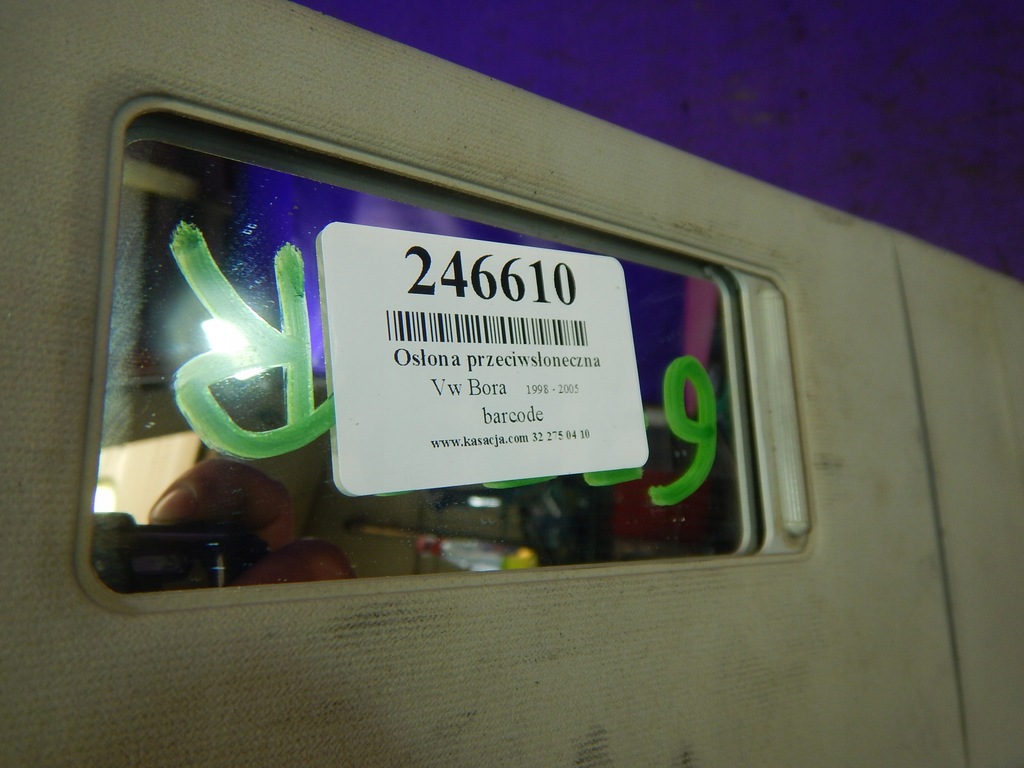 246610
Osłona przeciwsłoneczna
Vw Bora 1998 - 2005
barcode
www.kasacja.com 32 275 04 10